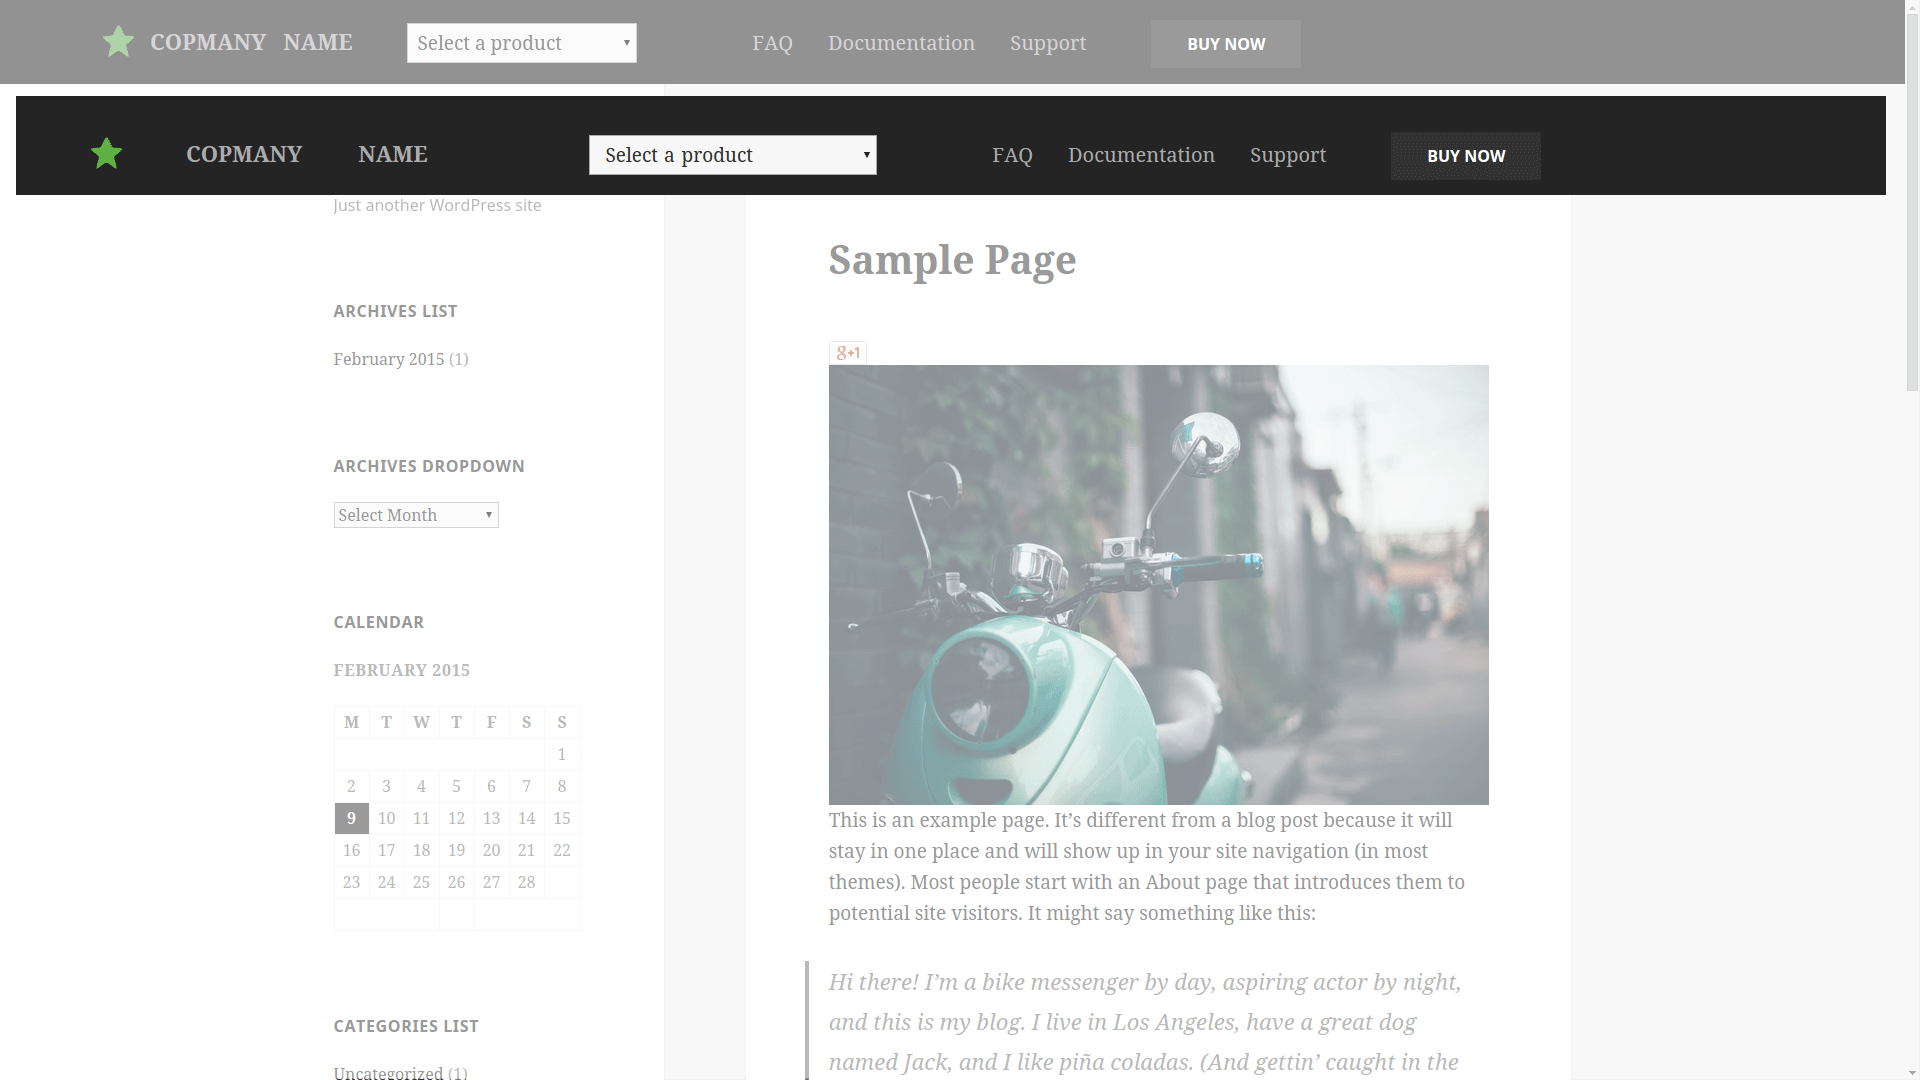 COPMANY NAME Select a product FAQ Documentation Support BUY NOW
COPMANY NAME Select a product FAQ Documentation Support BUY NOW
Just another WordPress site
Sample Page
ARCHIVES LIST
February 2015 (1)
g+1
ARCHIVES DROPDOWN
Select Month
CALENDAR
FEBRUARY 2015
M T W T F S S
1
2 3 4 5 6 7 8
9 10 11 12 13 14 15
16 17 18 19 20 21 22
23 24 25 26 27 28
CATEGORIES LIST
Uncategorized (1)
This is an example page. It’s different from a blog post because it will
stay in one place and will show up in your site navigation (in most
themes). Most people start with an About page that introduces them to
potential site visitors. It might say something like this:
Hi there! I’m a bike messenger by day, aspiring actor by night,
and this is my blog. I live in Los Angeles, have a great dog
named Jack, and I like piña coladas. (And gettin’ caught in the